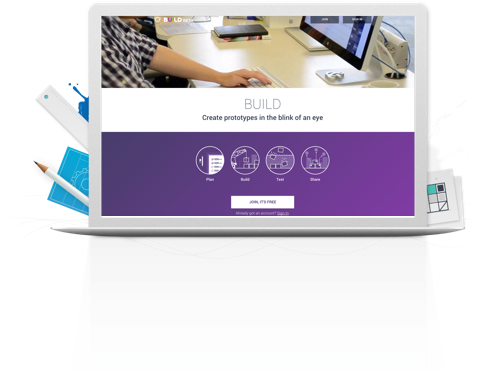 BUILD
BUILD
Create prototypes in the blink of an eye
Plan Build Test Share
JOIN, IT'S FREE
Already got an account? Sign In